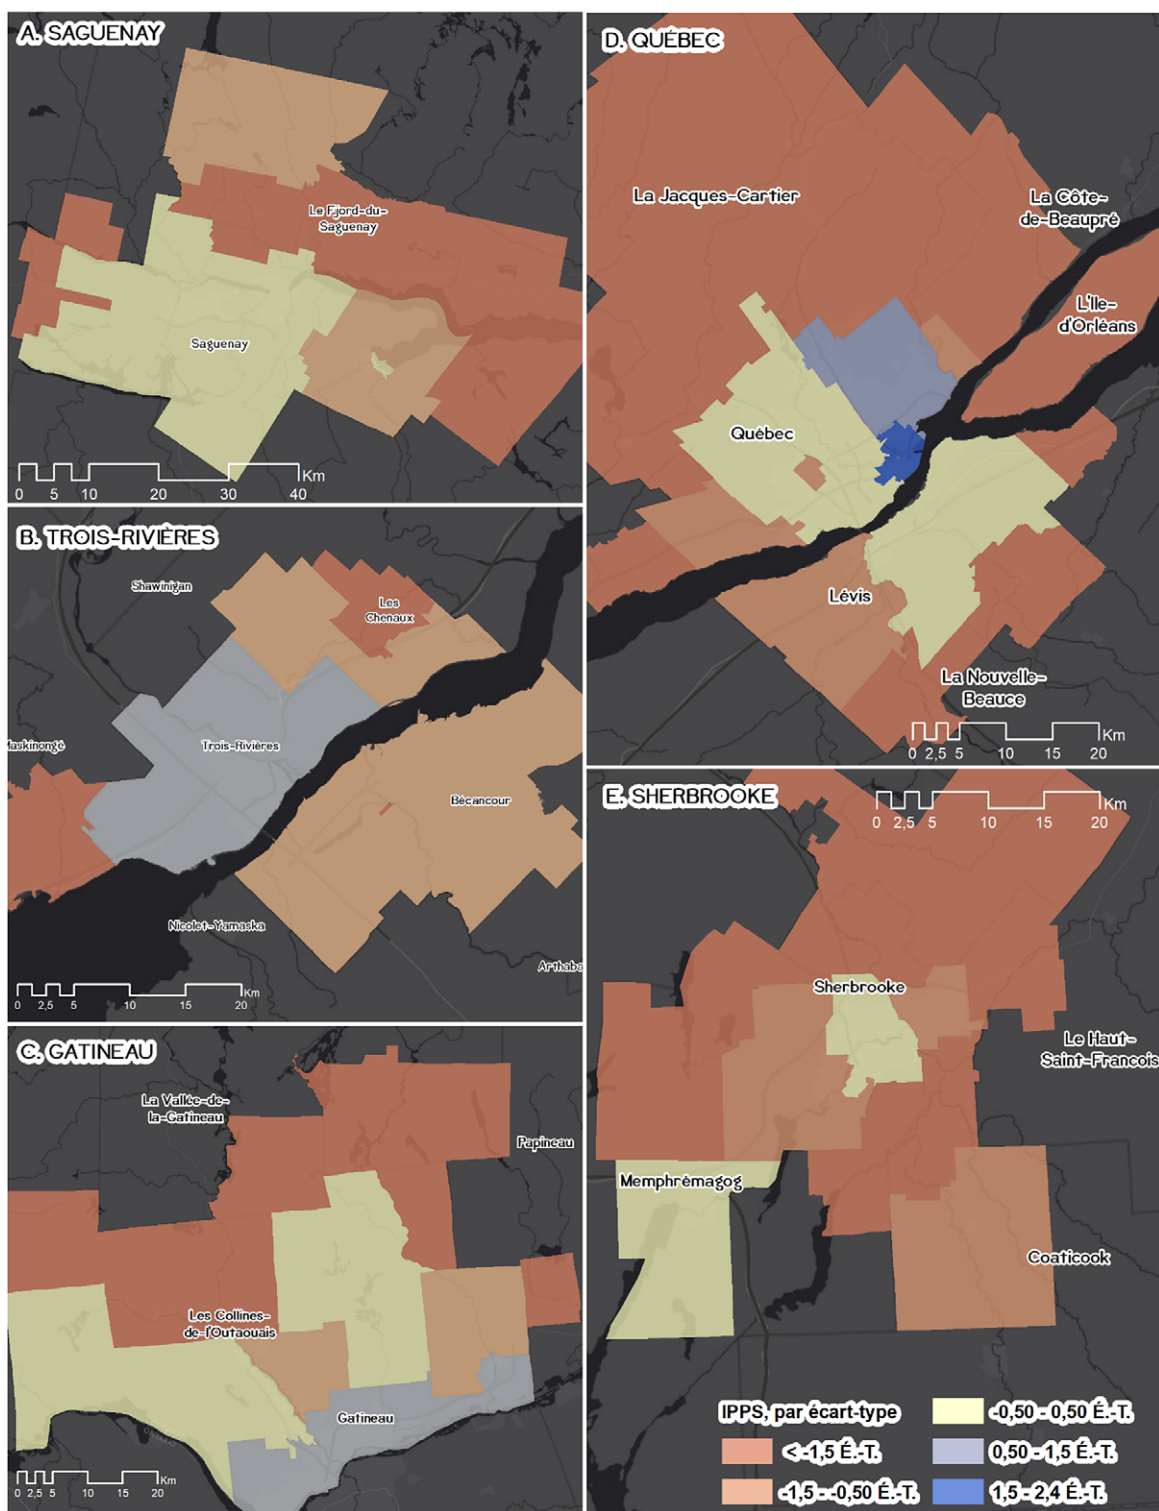 A. SAGUENAY
Le Fjord-du-
Saguenay
Saguenay
0 5 10 20 30 40 Km
B. TROIS-RIVIÈRES
Shawinigan
Les
Chenaux
Maskinongé
Trois-Rivières
Bécancour
Nicolet-Yamaska
Arthaba
0 2,5 5 10 15 20 Km
C. GATINEAU
La Vallée-de-
la-Gatineau
Papineau
Les Collines-
de-l'Outaouais
Gatineau
0 2,5 5 10 15 20 Km
D. QUÉBEC
La Jacques-Cartier
La Côte-
de-Beaupré
L'Ile-
d'Orléans
Québec
Lévis
La Nouvelle-
Beauce
0 2,5 5 10 15 20 Km
E. SHERBROOKE
0 2,5 5 10 15 20 Km
Sherbrooke
Le Haut-
Saint-Francois
Memphrémagog
Coaticook
IPPS, par écart-type
< -1,5 É.-T.
-1,5 - -0,50 É.-T.
-0,50 - 0,50 É.-T.
0,50 - 1,5 É.-T.
1,5 - 2,4 É.-T.